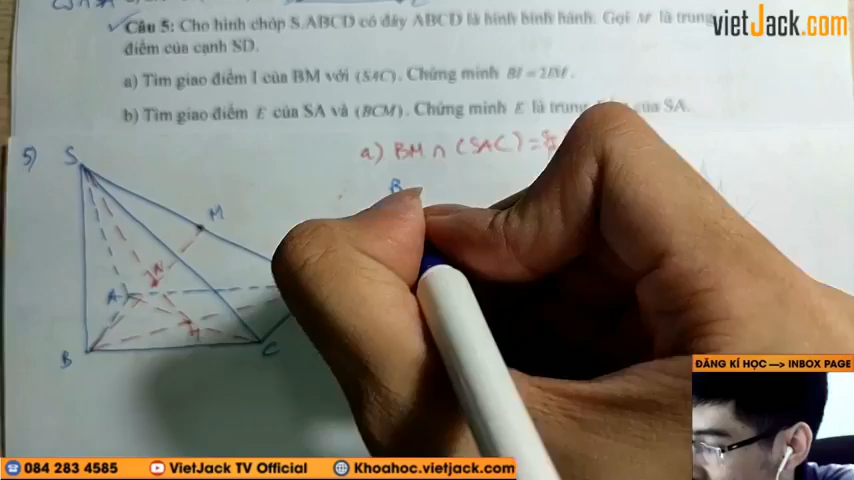 vietJack.com
Câu 5: Cho hình chóp S.ABCD có đáy ABCD là hình bình hành. Gọi M là trung
điểm của cạnh SD.
a) Tìm giao điểm I của BM với (SAC). Chứng minh BI = 2IM.
b) Tìm giao điểm E của SA và (BCM). Chứng minh E là trung của SA.
5)
S
a) BM ∩ (SAC) =
B
M
A
B
C
ĐĂNG KÍ HỌC —> INBOX PAGE
084 283 4585 VietJack TV Official Khoahoc.vietjack.com